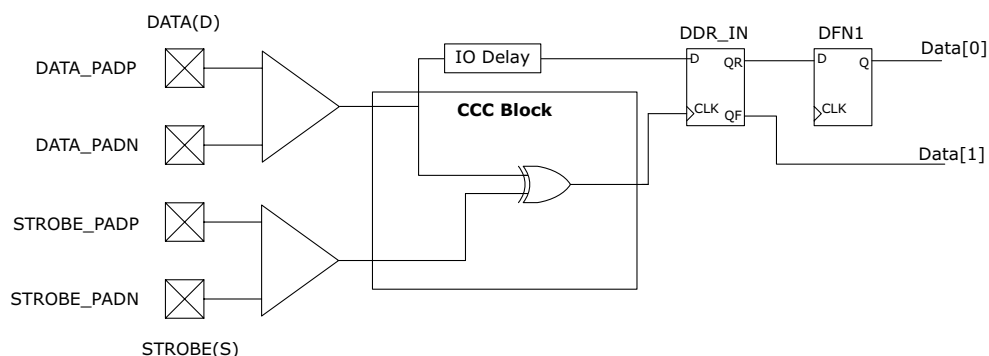 DATA(D)
DATA_PADP
DATA_PADN
STROBE_PADP
STROBE_PADN
STROBE(S)
IO Delay
CCC Block
DDR_IN
D
QR
CLK
QF
DFN1
D
Q
CLK
Data[0]
Data[1]